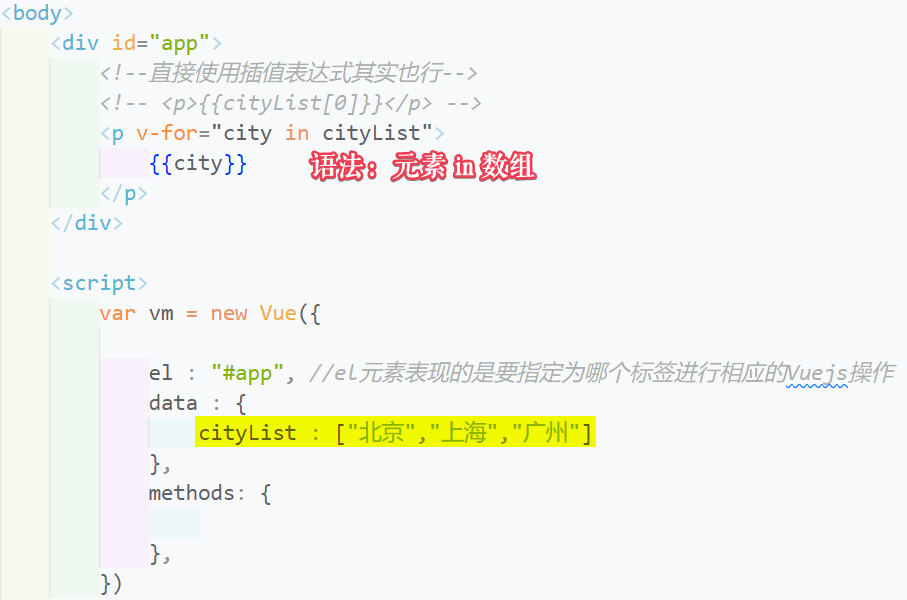 <body>
<div id="app">
<!--直接使用插值表达式其实也行-->
<!-- <p>{{cityList[0]}}</p> -->
<p v-for="city in cityList">
{{city}} 语法：元素 in 数组
</p>
</div>
<script>
var vm = new Vue({
el : "#app", //el元素表现的是要指定为哪个标签进行相应的Vuejs操作
data : {
cityList : ["北京","上海","广州"]
},
methods: {
},
})